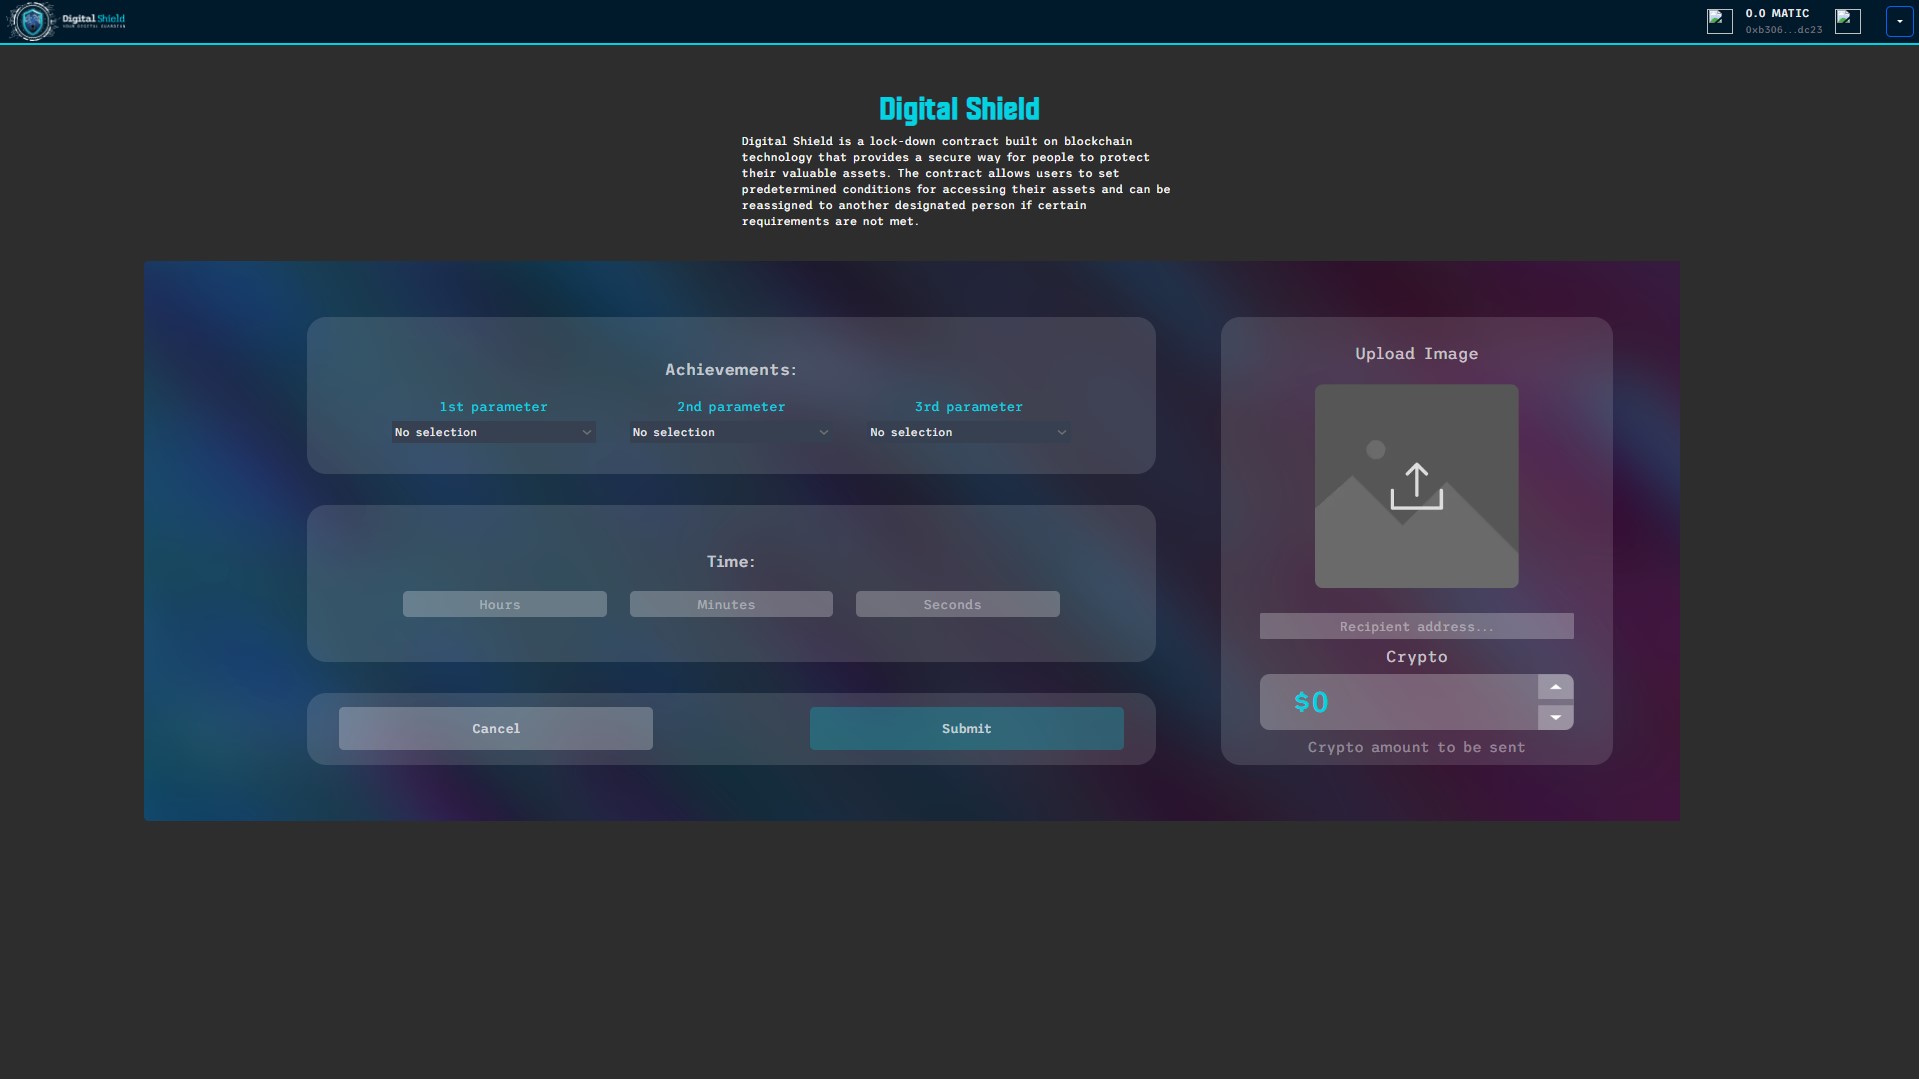 Digital Shield
YOUR DIGITAL GUARDIAN
0.0 MATIC
0xb306...dc23
Digital Shield
Digital Shield is a lock-down contract built on blockchain
technology that provides a secure way for people to protect
their valuable assets. The contract allows users to set
predetermined conditions for accessing their assets and can be
reassigned to another designated person if certain
requirements are not met.
Achievements:
1st parameter
2nd parameter
3rd parameter
No selection
No selection
No selection
Time:
Hours
Minutes
Seconds
Cancel
Submit
Upload Image
Recipient address...
Crypto
$0
Crypto amount to be sent